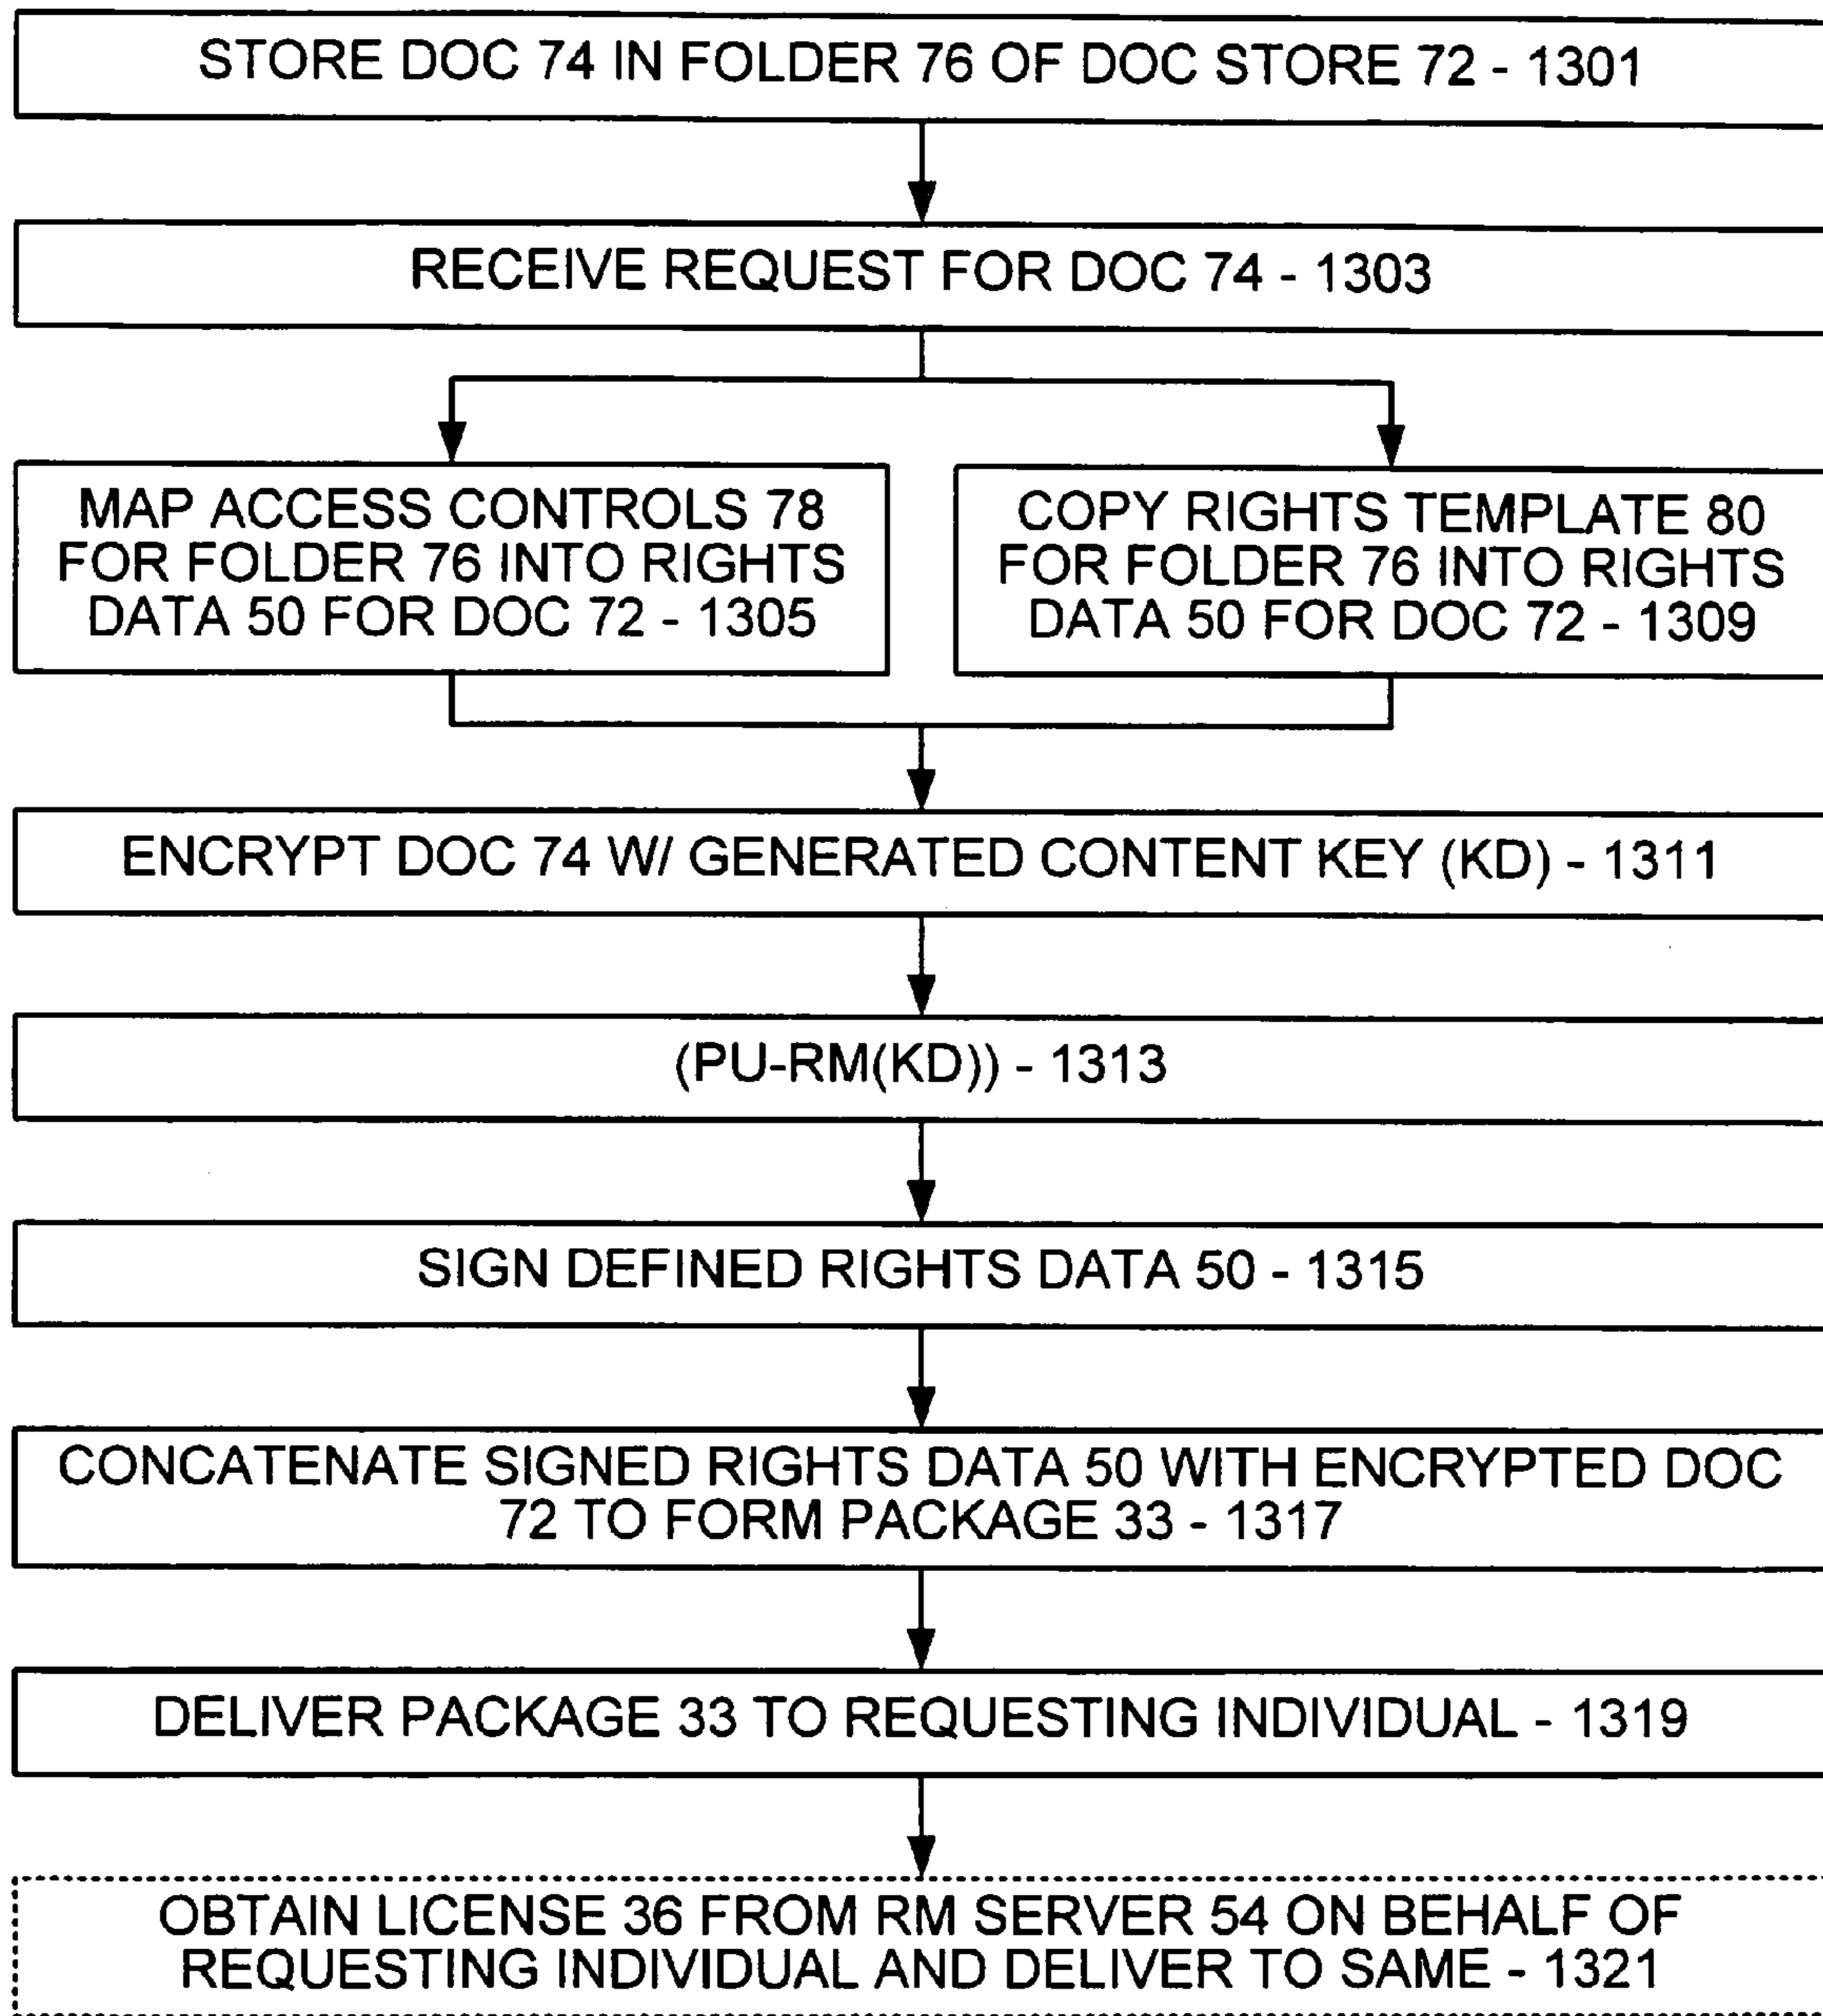 STORE DOC 74 IN FOLDER 76 OF DOC STORE 72 - 1301
RECEIVE REQUEST FOR DOC 74 - 1303
MAP ACCESS CONTROLS 78
FOR FOLDER 76 INTO RIGHTS
DATA 50 FOR DOC 72 - 1305
COPY RIGHTS TEMPLATE 80
FOR FOLDER 76 INTO RIGHTS
DATA 50 FOR DOC 72 - 1309
ENCRYPT DOC 74 W/ GENERATED CONTENT KEY (KD) - 1311
(PU-RM(KD)) - 1313
SIGN DEFINED RIGHTS DATA 50 - 1315
CONCATENATE SIGNED RIGHTS DATA 50 WITH ENCRYPTED DOC
72 TO FORM PACKAGE 33 - 1317
DELIVER PACKAGE 33 TO REQUESTING INDIVIDUAL - 1319
OBTAIN LICENSE 36 FROM RM SERVER 54 ON BEHALF OF
REQUESTING INDIVIDUAL AND DELIVER TO SAME - 1321